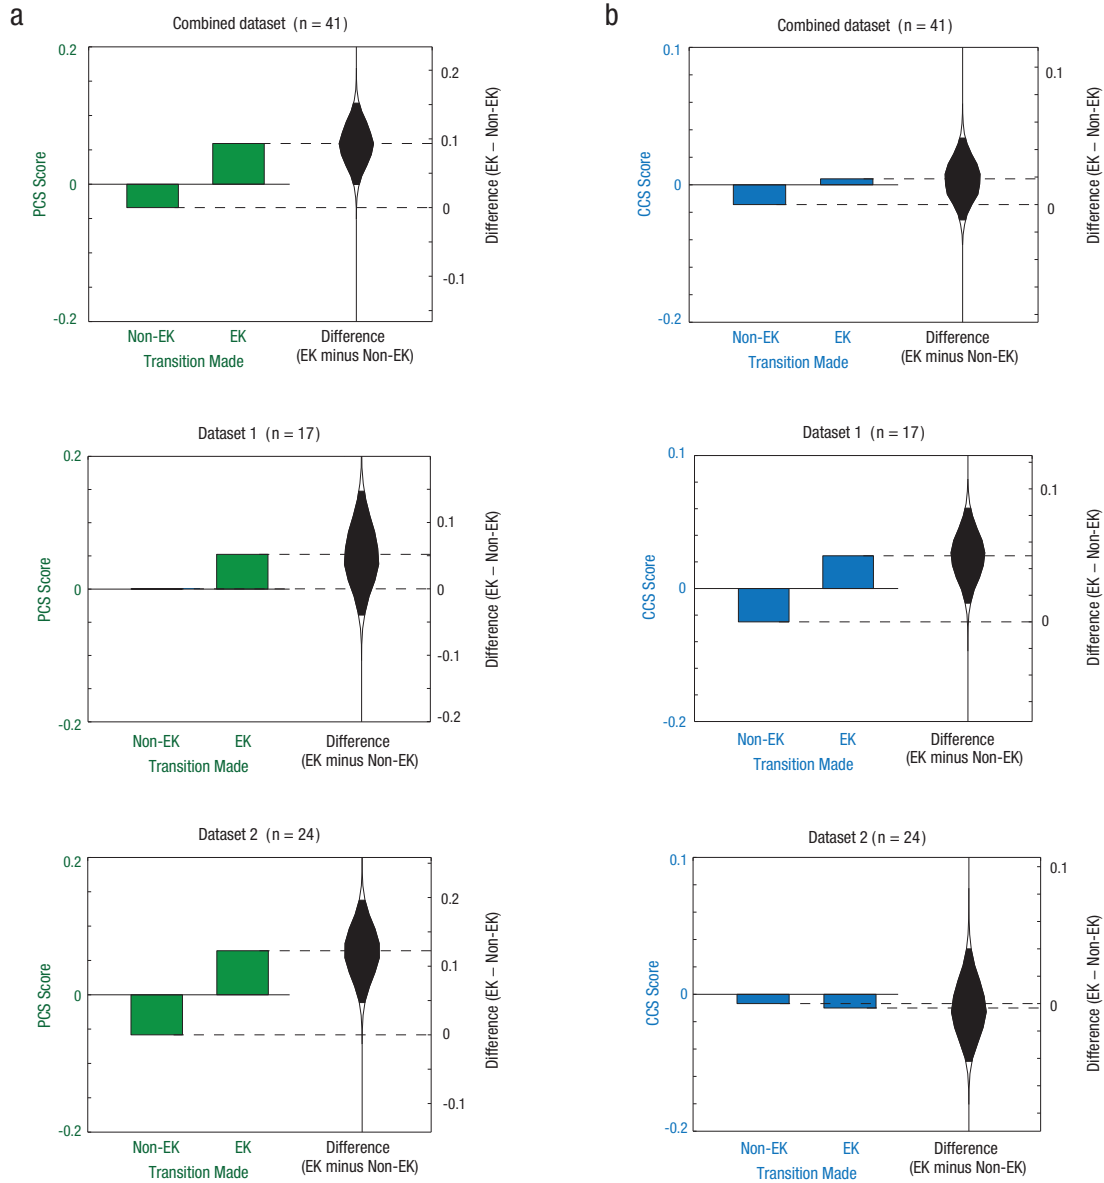 a
Combined dataset (n = 41)
0.2
0
-0.2
PCS Score
0.2
0.1
0
-0.1
Difference (EK – Non-EK)
Non-EK
EK
Transition Made
Difference
(EK minus Non-EK)
b
Combined dataset (n = 41)
0.1
0
-0.2
CCS Score
0.1
0
Difference (EK – Non-EK)
Non-EK
EK
Transition Made
Difference
(EK minus Non-EK)
Dataset 1 (n = 17)
0.2
0
-0.2
PCS Score
0.1
0
-0.1
-0.2
Difference (EK – Non-EK)
Non-EK
EK
Transition Made
Difference
(EK minus Non-EK)
Dataset 1 (n = 17)
0.1
0
-0.2
CCS Score
0.1
0
Difference (EK – Non-EK)
Non-EK
EK
Transition Made
Difference
(EK minus Non-EK)
Dataset 2 (n = 24)
0.2
0
-0.2
PCS Score
0.2
0.1
0
-0.1
Difference (EK – Non-EK)
Non-EK
EK
Transition Made
Difference
(EK minus Non-EK)
Dataset 2 (n = 24)
0.1
0
-0.2
CCS Score
0.1
0
Difference (EK – Non-EK)
Non-EK
EK
Transition Made
Difference
(EK minus Non-EK)